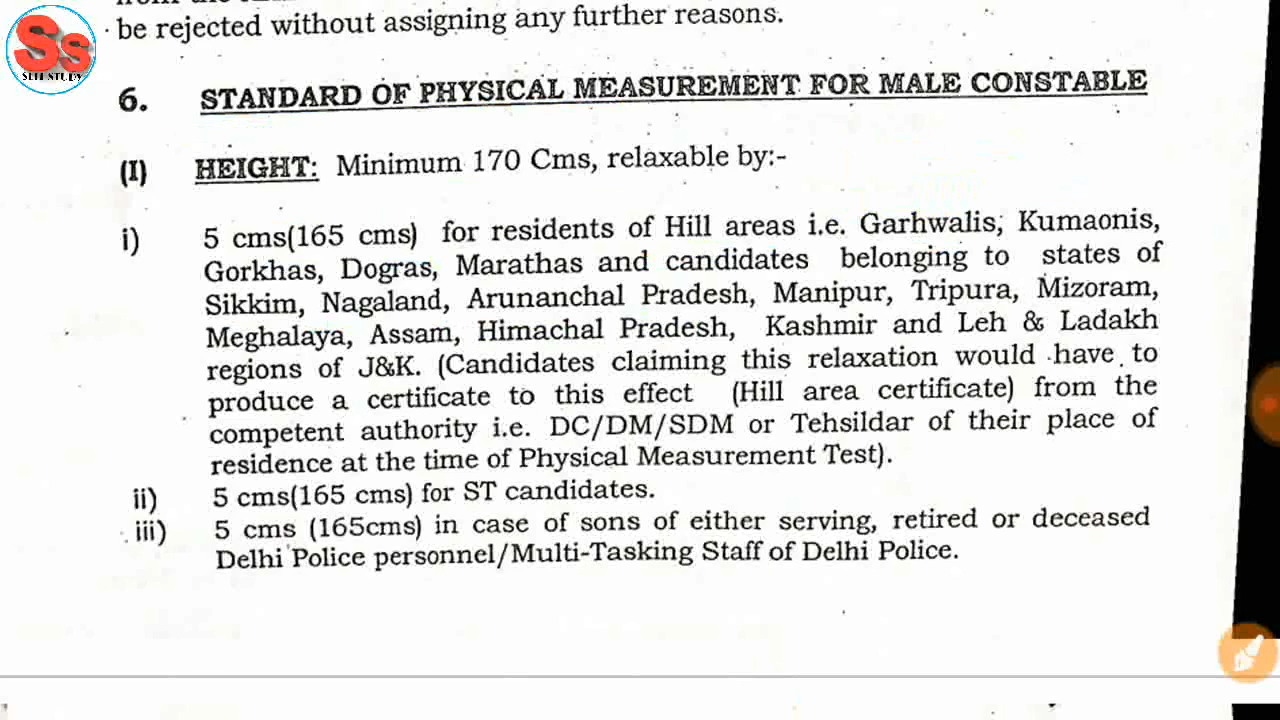 Ss
SELF STUDY
be rejected without assigning any further reasons.
6. STANDARD OF PHYSICAL MEASUREMENT FOR MALE CONSTABLE
(I) HEIGHT: Minimum 170 Cms, relaxable by:-
i) 5 cms(165 cms) for residents of Hill areas i.e. Garhwalis, Kumaonis,
Gorkhas, Dogras, Marathas and candidates belonging to states of
Sikkim, Nagaland, Arunanchal Pradesh, Manipur, Tripura, Mizoram,
Meghalaya, Assam, Himachal Pradesh, Kashmir and Leh & Ladakh
regions of J&K. (Candidates claiming this relaxation would have to
produce a certificate to this effect (Hill area certificate) from the
competent authority i.e. DC/DM/SDM or Tehsildar of their place of
residence at the time of Physical Measurement Test).
ii) 5 cms(165 cms) for ST candidates.
iii) 5 cms (165cms) in case of sons of either serving, retired or deceased
Delhi Police personnel/Multi-Tasking Staff of Delhi Police.